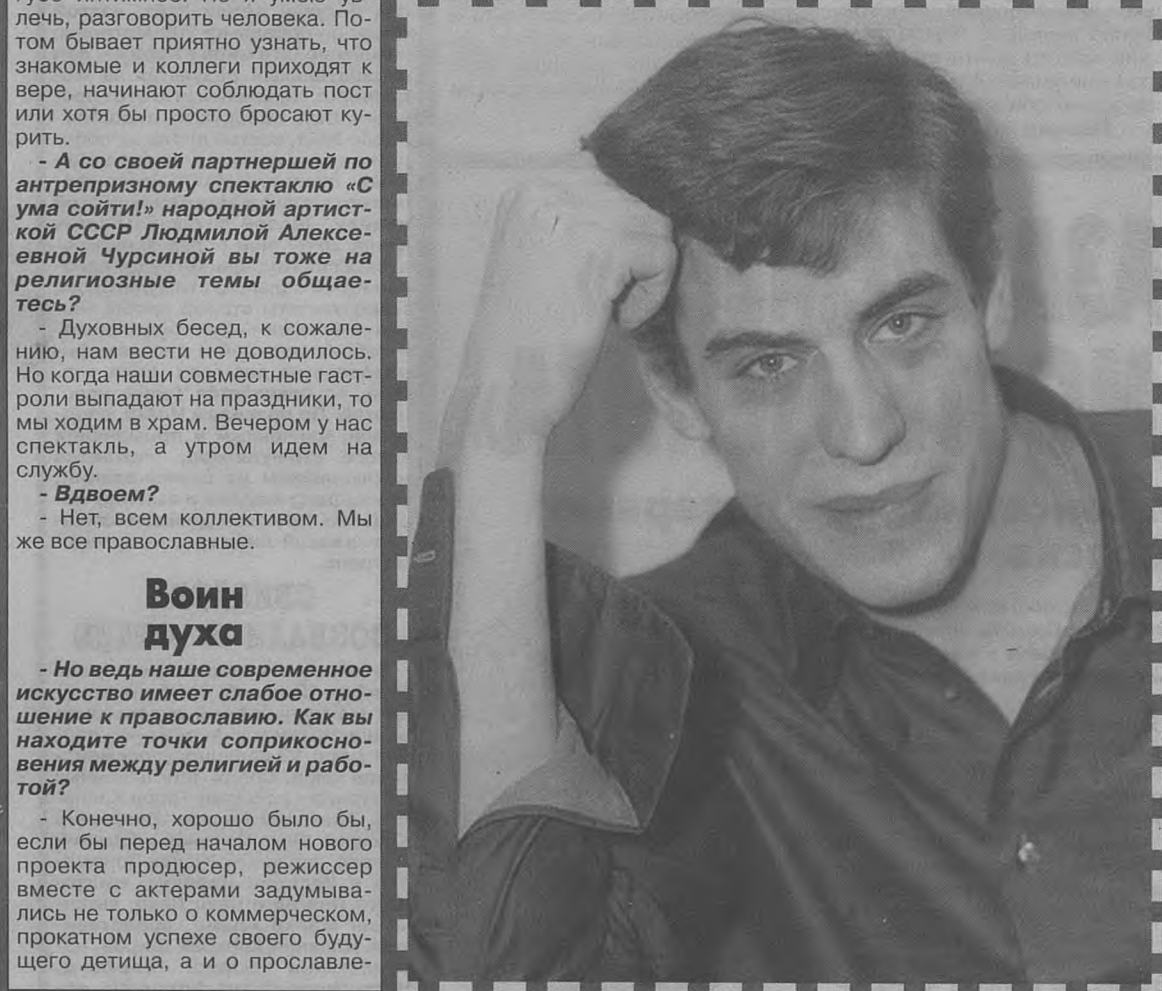 лечь, разговорить человека. По-
том бывает приятно узнать, что
знакомые и коллеги приходят к
вере, начинают соблюдать пост
или хотя бы просто бросают ку-
рить.
- А со своей партнершей по
антрепризному спектаклю «С
ума сойти!» народной артист-
кой СССР Людмилой Алексе-
евной Чурсиной вы тоже на
религиозные темы общае-
тесь?
- Духовных бесед, к сожале-
нию, нам вести не доводилось.
Но когда наши совместные гаст-
роли выпадают на праздники, то
мы ходим в храм. Вечером у нас
спектакль, а утром идем на
службу.
- Вдвоем?
- Нет, всем коллективом. Мы
же все православные.
Воин
духа
- Но ведь наше современное
искусство имеет слабое отно-
шение к православию. Как вы
находите точки соприкосно-
вения между религией и рабо-
той?
- Конечно, хорошо было бы,
если бы перед началом нового
проекта продюсер, режиссер
вместе с актерами задумыва-
лись не только о коммерческом,
прокатном успехе своего буду-
щего детища, а и о прославле-